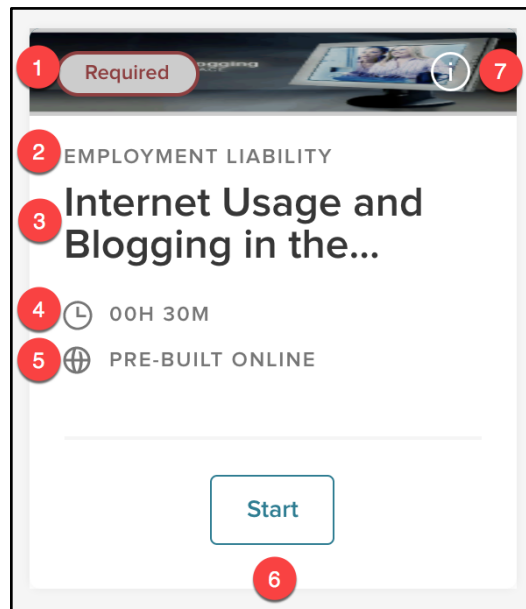 1
Required
Blogging
7
2
EMPLOYMENT LIABILITY
3
Internet Usage and
Blogging in the...
4
00H 30M
5
PRE-BUILT ONLINE
Start
6